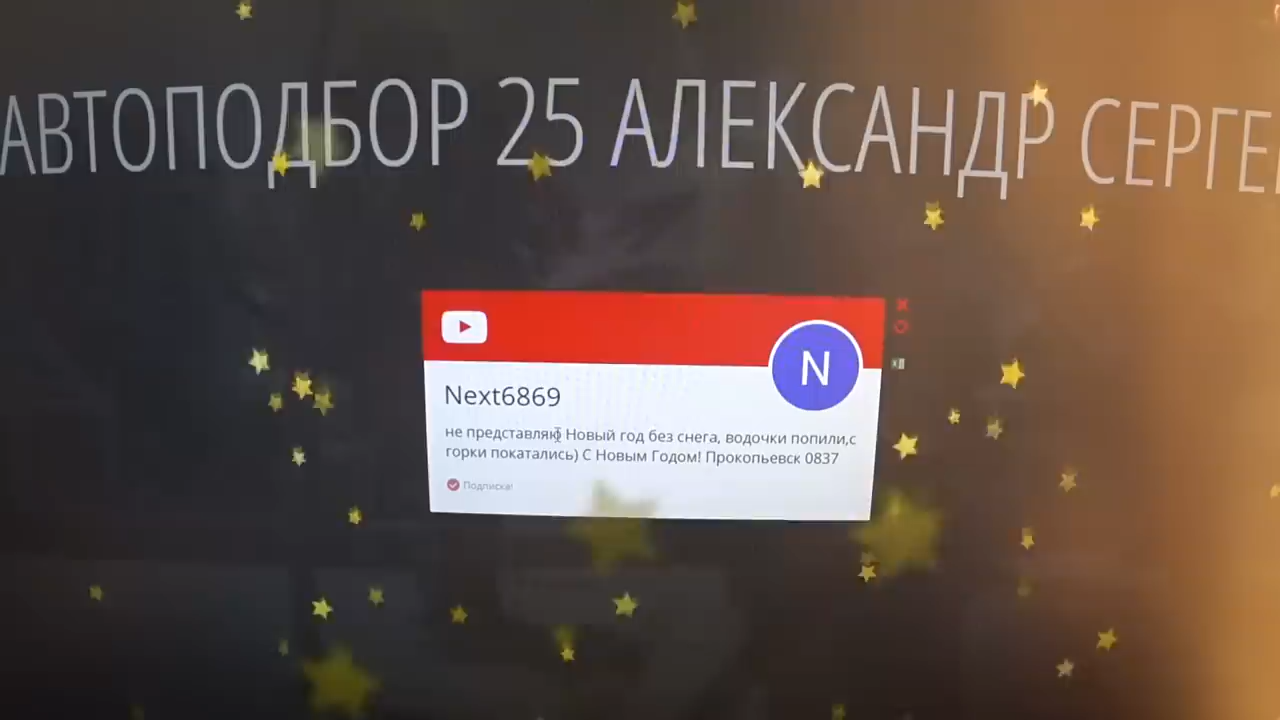 АВТОПОДБОР 25 АЛЕКСАНДР СЕРГЕ
N
Next6869
не представляю Новый год без снега, водочки попили,с
горки покатались) С Новым Годом! Прокопьевск 0837
Подписка!